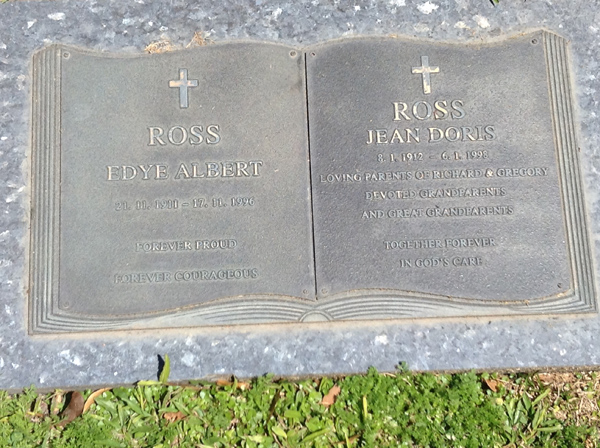 ROSS
EDYE ALBERT
21. 11. 1911 - 17. 11. 1996
FOREVER PROUD
FOREVER COURAGEOUS
ROSS
JEAN DORIS
8. 1. 1912 - 6. 1. 1998
LOVING PARENTS OF RICHARD & GREGORY
DEVOTED GRANDPARENTS
AND GREAT GRANDPARENTS
TOGETHER FOREVER
IN GOD'S CARE